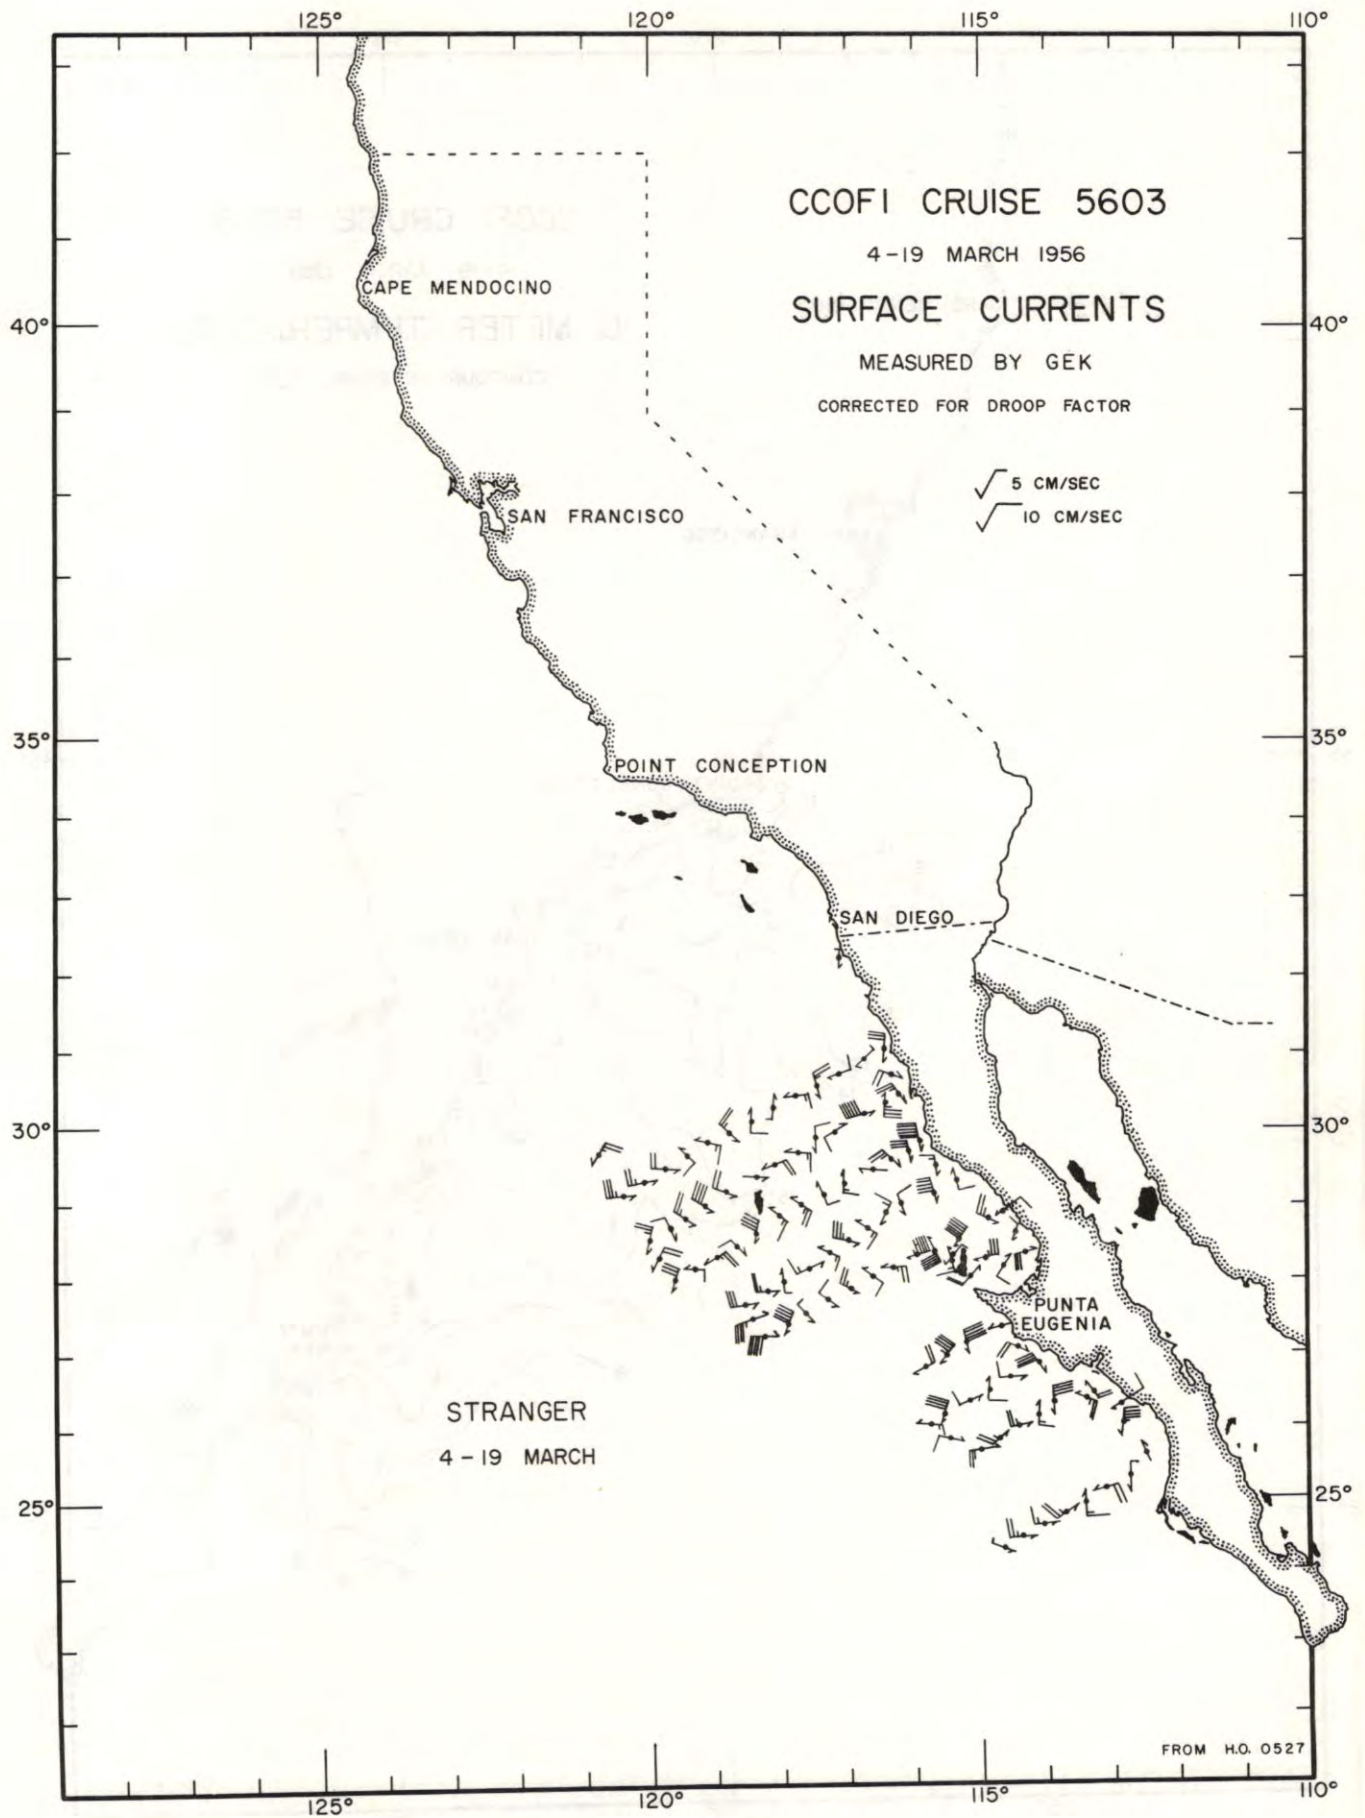 125° 120° 115° 110°
CCOFI CRUISE 5603
4-19 MARCH 1956
CAPE MENDOCINO
SURFACE CURRENTS
40° 40°
MEASURED BY GEK
CORRECTED FOR DROOP FACTOR
5 CM/SEC
10 CM/SEC
SAN FRANCISCO
35° 35°
POINT CONCEPTION
SAN DIEGO
30° 30°
PUNTA
EUGENIA
STRANGER
4-19 MARCH
25° 25°
FROM H.O. 0527
125° 120° 115° 110°